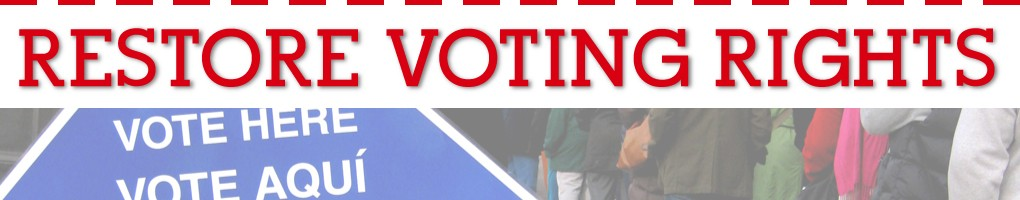 RESTORE VOTING RIGHTS
VOTE HERE
VOTE AQUÍ